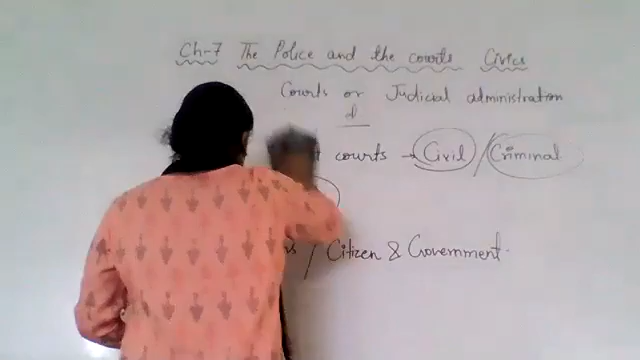 Ch-7 The Police and the courts Civics
Courts or Judicial administration
courts → Civil / Criminal
/ Citizen & Government.